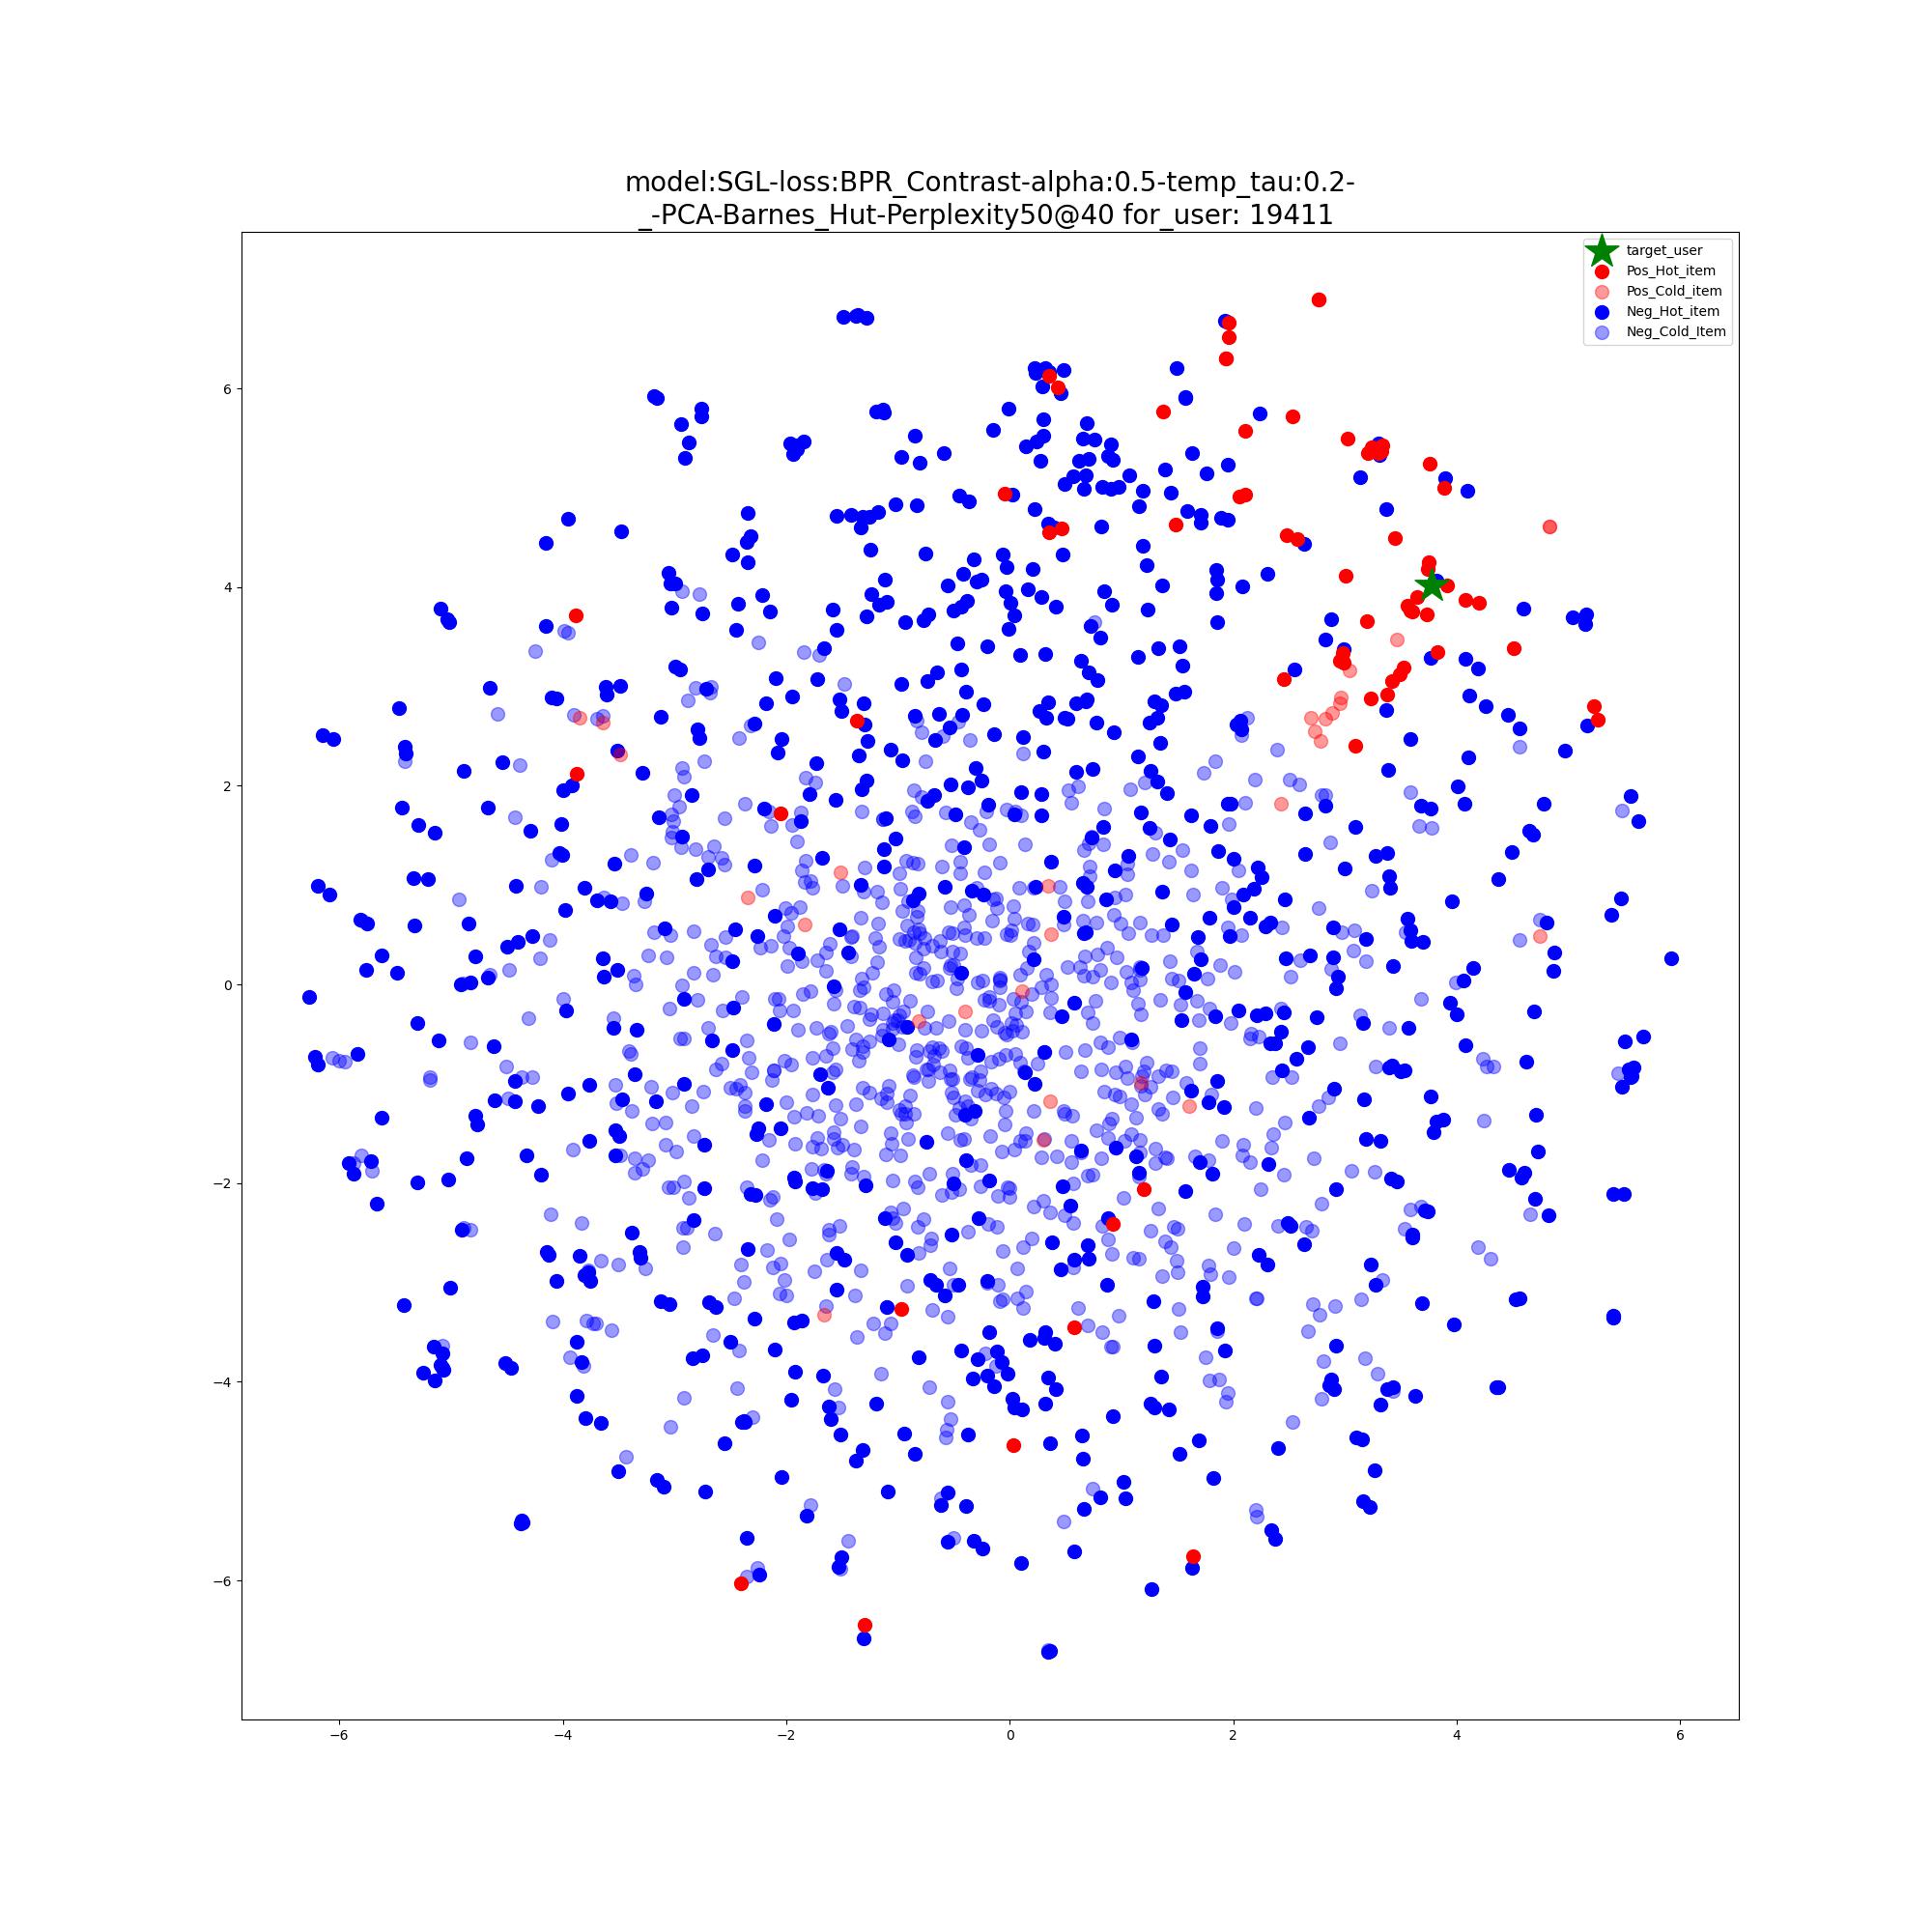 model:SGL-loss:BPR_Contrast-alpha:0.5-temp_tau:0.2-
_-PCA-Barnes_Hut-Perplexity50@40 for_user: 19411
target_user
Pos_Hot_item
Pos_Cold_item
Neg_Hot_item
Neg_Cold_Item
6
4
2
0
−2
−4
−6
−6 −4 −2 0 2 4 6